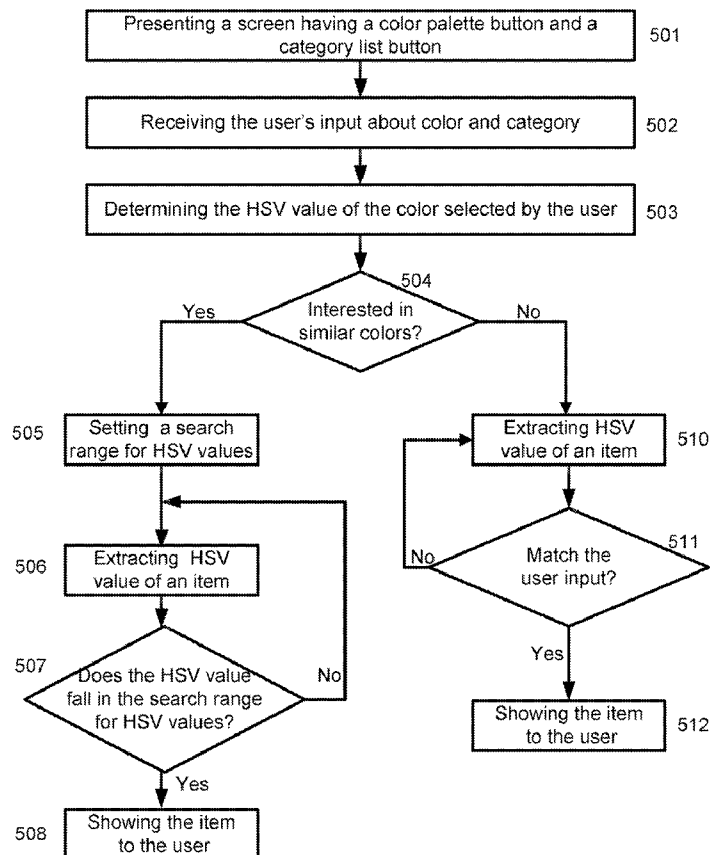 Presenting a screen having a color palette button and a
category list button
501
Receiving the user's input about color and category
502
Determining the HSV value of the color selected by the user
503
504
Interested in
similar colors?
Yes
No
505
Setting a search
range for HSV values
Extracting HSV
value of an item
510
506
Extracting HSV
value of an item
511
Match the
user input?
No
507
Does the HSV value
fall in the search range
for HSV values?
No
Yes
Showing the item
to the user
512
Yes
508
Showing the item
to the user